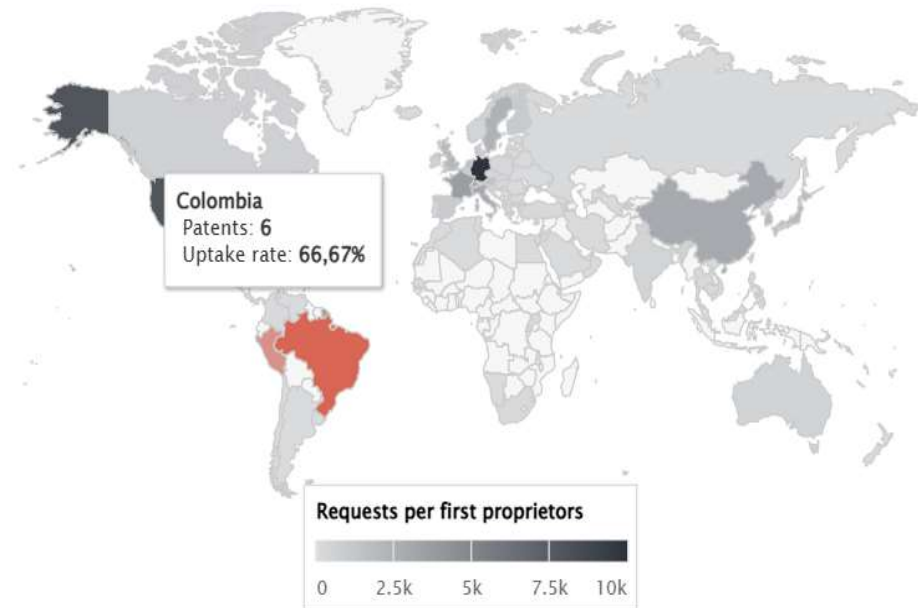 Colombia
Patents: 6
Uptake rate: 66,67%
Requests per first proprietors
0 2.5k 5k 7.5k 10k